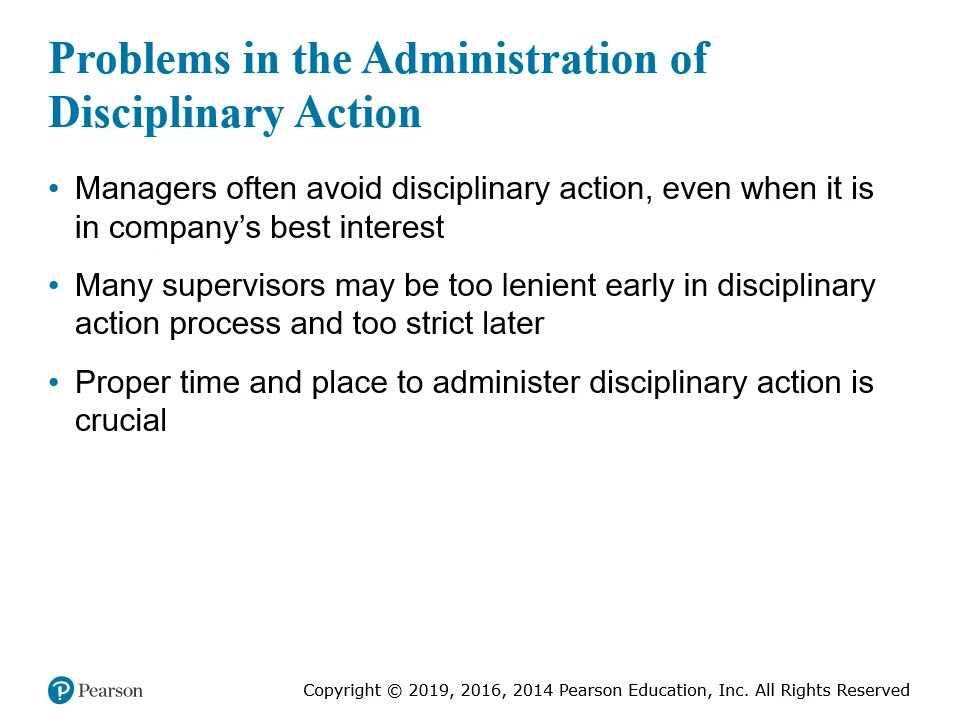 Problems in the Administration of
Disciplinary Action
• Managers often avoid disciplinary action, even when it is
in company’s best interest
• Many supervisors may be too lenient early in disciplinary
action process and too strict later
• Proper time and place to administer disciplinary action is
crucial
Pearson
Copyright © 2019, 2016, 2014 Pearson Education, Inc. All Rights Reserved